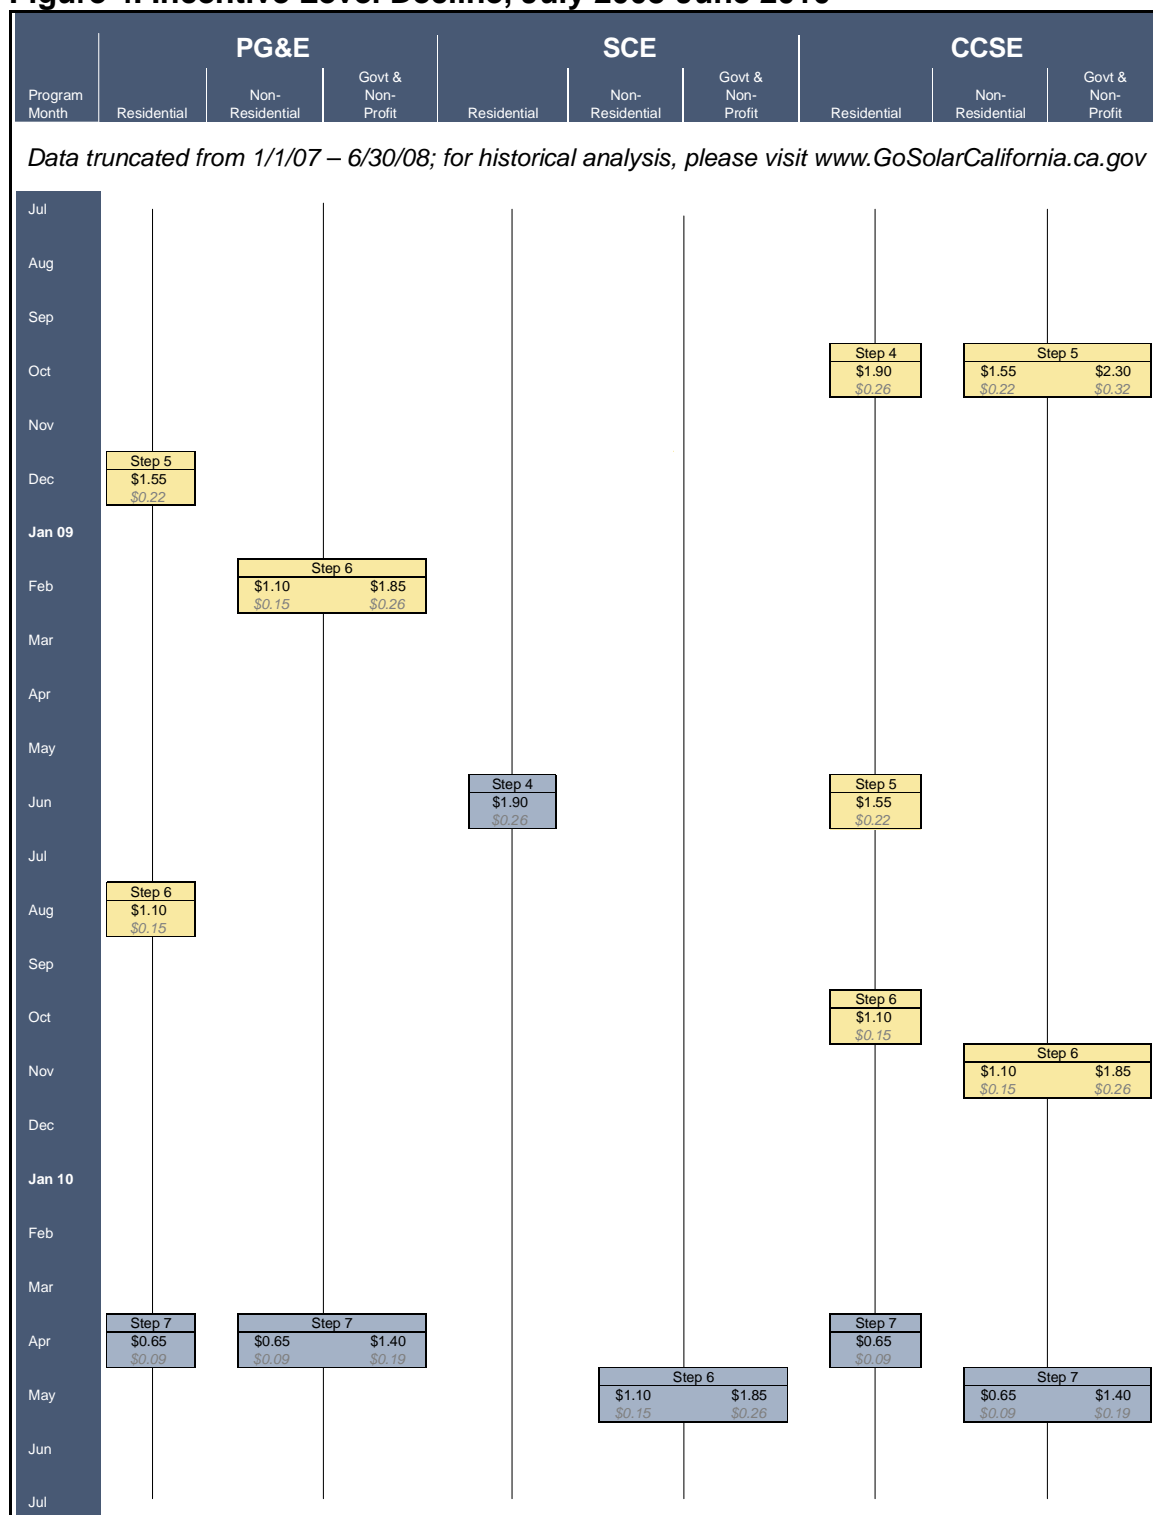 Figure 4. Incentive Level Decline, July 2008-June 2010
PG&E SCE CCSE
Program Month Residential Non-Residential Govt & Non-Profit Residential Non-Residential Govt & Non-Profit Residential Non-Residential Govt & Non-Profit
Data truncated from 1/1/07 – 6/30/08; for historical analysis, please visit www.GoSolarCalifornia.ca.gov
Jul
Aug
Sep
Step 4 Step 5
Oct $1.90 $1.55 $2.30
$0.26 $0.22 $0.32
Nov
Step 5
Dec $1.55
$0.22
Jan 09
Step 6
Feb $1.10 $1.85
$0.15 $0.26
Mar
Apr
May
Step 4 Step 5
Jun $1.90 $1.55
$0.26 $0.22
Jul
Step 6
Aug $1.10
$0.15
Sep
Step 6
Oct $1.10
$0.15
Step 6
Nov $1.10 $1.85
$0.15 $0.26
Dec
Jan 10
Feb
Mar
Step 7 Step 7 Step 7
Apr $0.65 $0.65 $1.40 $0.65
$0.09 $0.09 $0.19 $0.09
Step 6 Step 7
May $1.10 $1.85 $0.65 $1.40
$0.15 $0.26 $0.09 $0.19
Jun
Jul